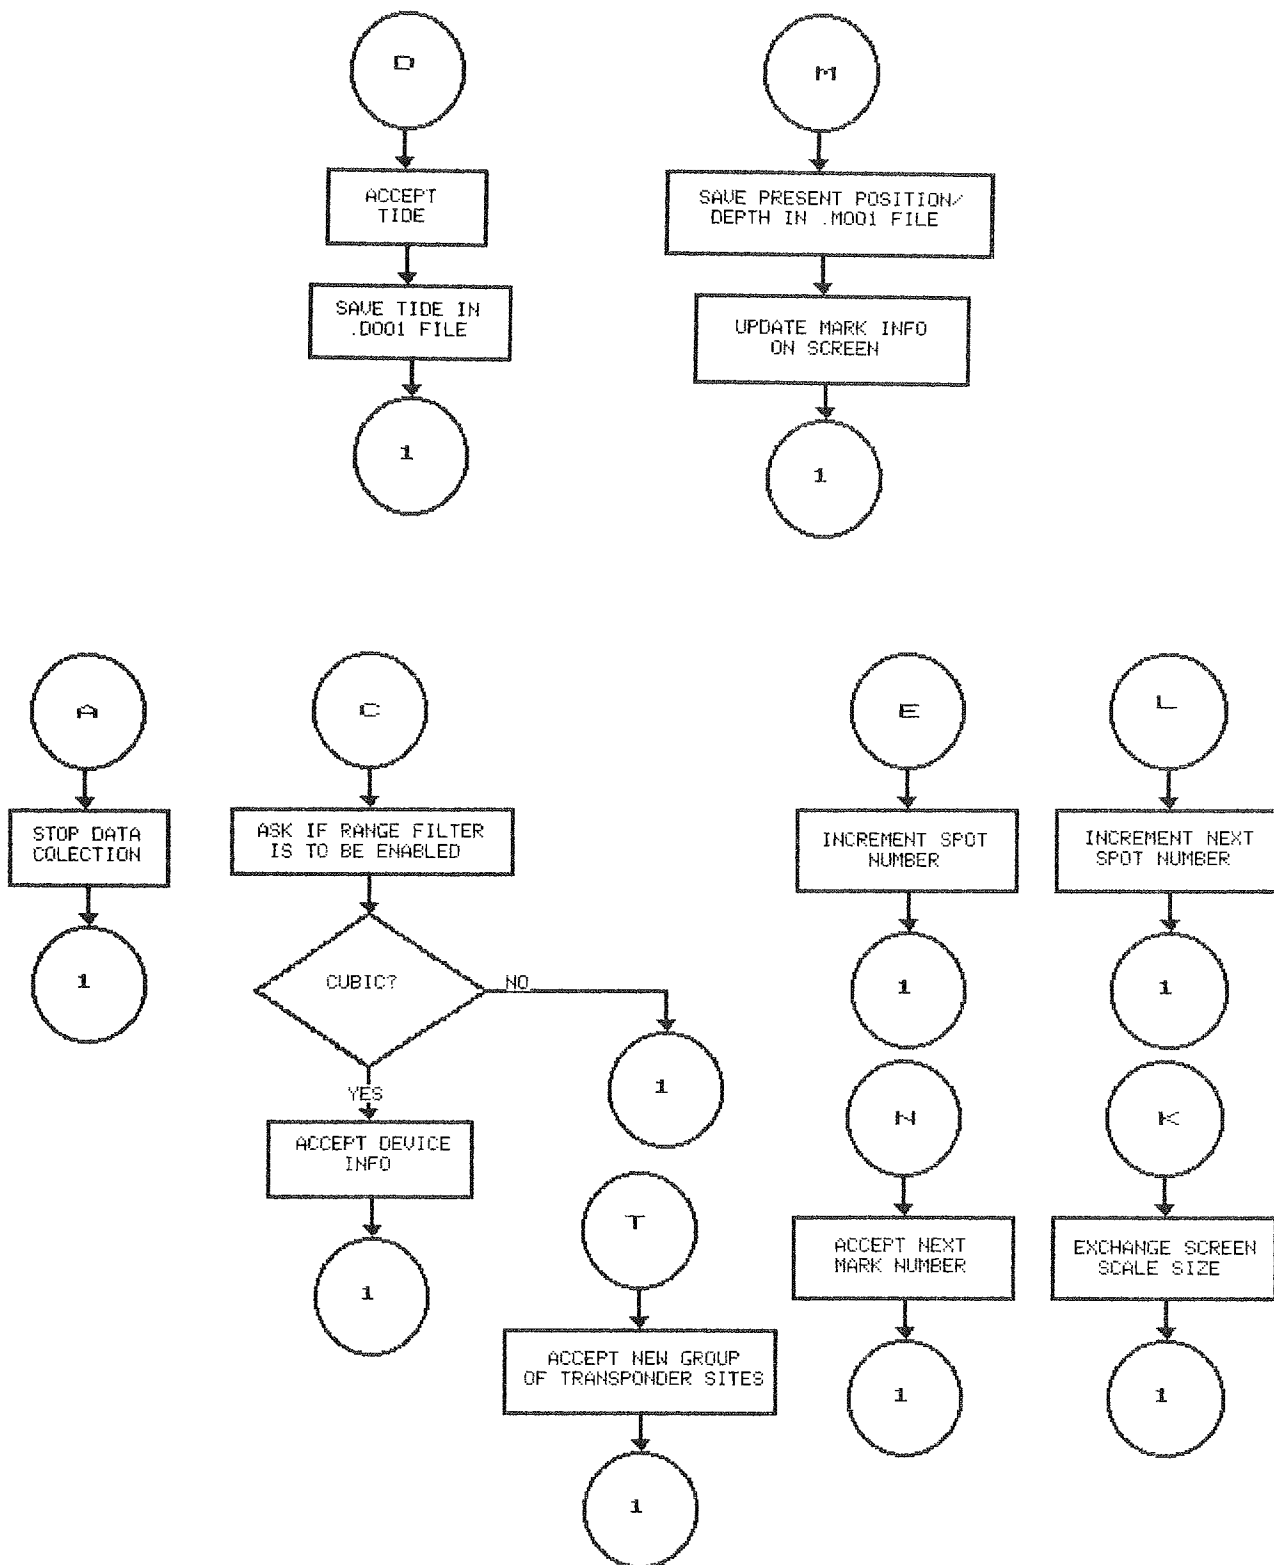 D
M
ACCEPT
TIDE
SAVE PRESENT POSITION/
DEPTH IN .M001 FILE
SAVE TIDE IN
.D001 FILE
UPDATE MARK INFO
ON SCREEN
1
1
A
C
E
L
STOP DATA
COLECTION
ASK IF RANGE FILTER
IS TO BE ENABLED
INCREMENT SPOT
NUMBER
INCREMENT NEXT
SPOT NUMBER
1
CUBIC?
NO
1
1
1
YES
N
K
ACCEPT DEVICE
INFO
T
ACCEPT NEXT
MARK NUMBER
EXCHANGE SCREEN
SCALE SIZE
1
ACCEPT NEW GROUP
OF TRANSPONDER SITES
1
1
1